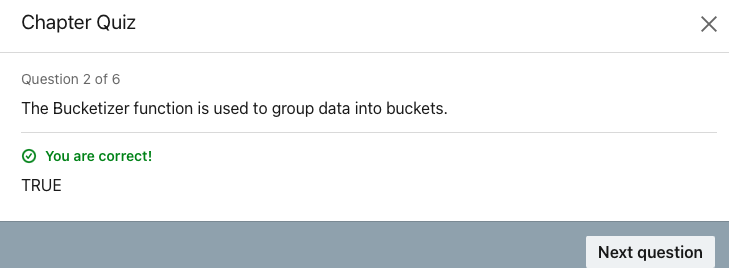 Chapter Quiz
Question 2 of 6
The Bucketizer function is used to group data into buckets.
You are correct!
TRUE
Next question